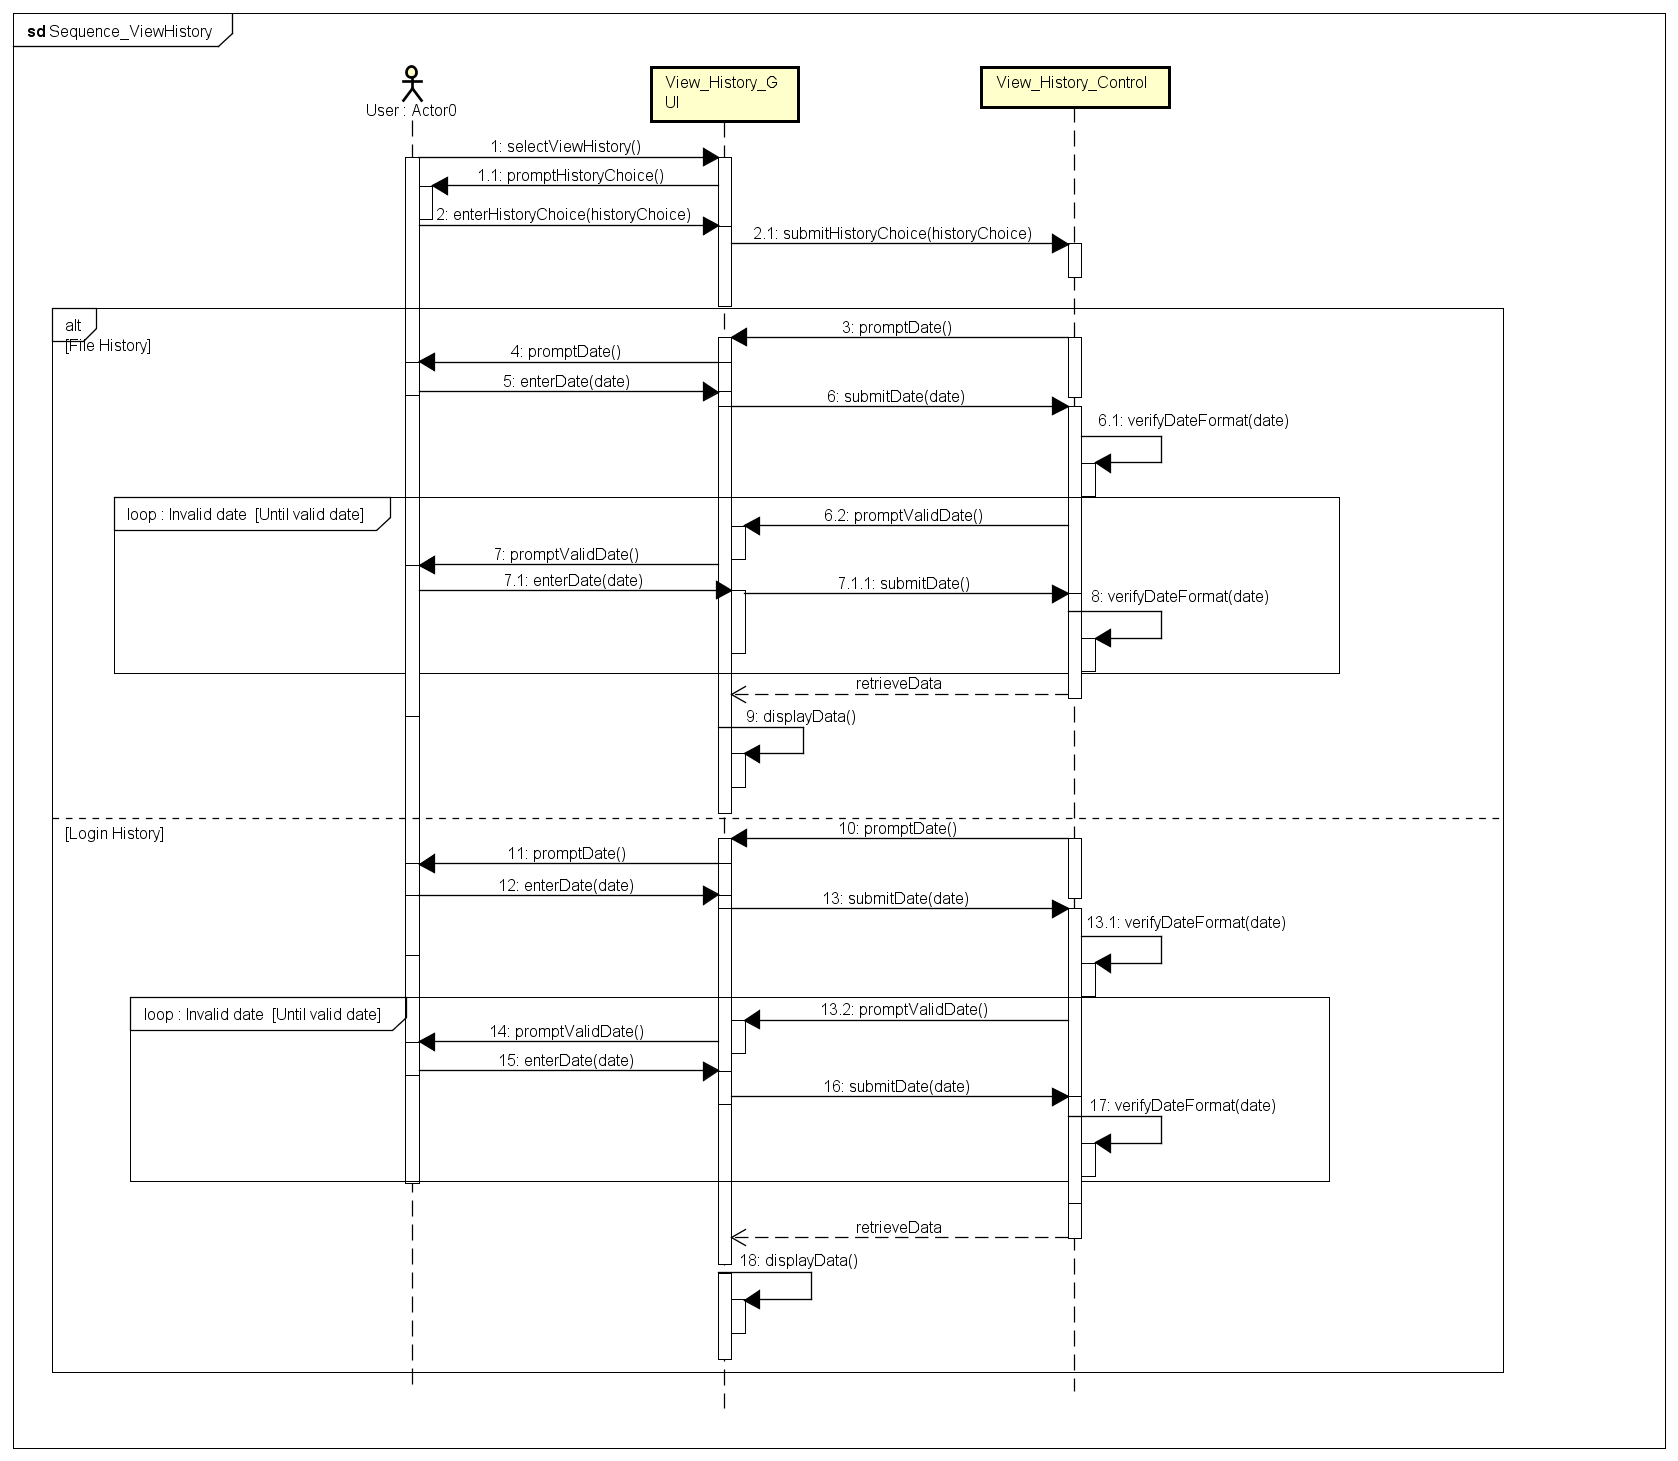 sd Sequence_ViewHistory
User : Actor0
View_History_G
UI
View_History_Control
1: selectViewHistory()
1.1: promptHistoryChoice()
2: enterHistoryChoice(historyChoice)
2.1: submitHistoryChoice(historyChoice)
alt
[File History]
3: promptDate()
4: promptDate()
5: enterDate(date)
6: submitDate(date)
6.1: verifyDateFormat(date)
loop : Invalid date [Until valid date]
6.2: promptValidDate()
7: promptValidDate()
7.1: enterDate(date)
7.1.1: submitDate()
8: verifyDateFormat(date)
retrieveData
9: displayData()
[Login History]
10: promptDate()
11: promptDate()
12: enterDate(date)
13: submitDate(date)
13.1: verifyDateFormat(date)
loop : Invalid date [Until valid date]
13.2: promptValidDate()
14: promptValidDate()
15: enterDate(date)
16: submitDate(date)
17: verifyDateFormat(date)
retrieveData
18: displayData()